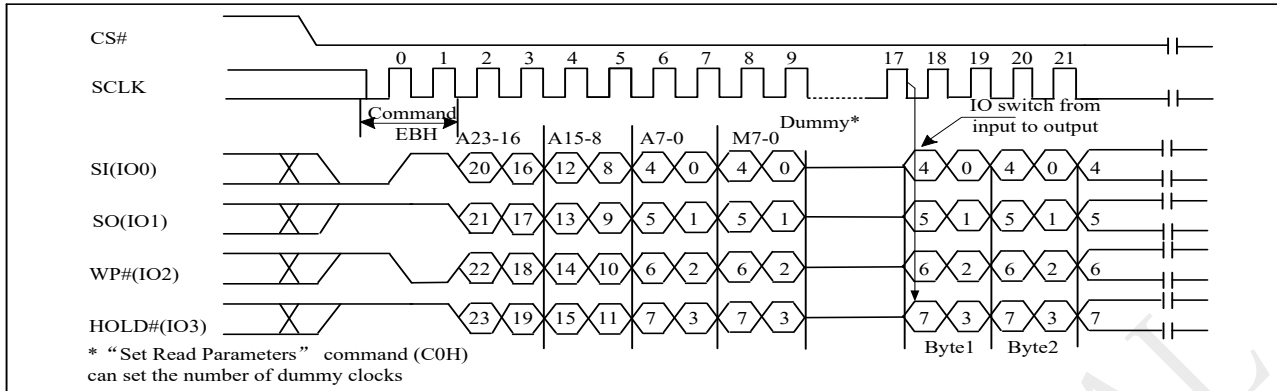 CS#
0 1 2 3 4 5 6 7 8 9 17 18 19 20 21
SCLK
Command
EBH
Dummy*
IO switch from
input to output
A23-16 A15-8 A7-0 M7-0
SI(IO0) 20 16 12 8 4 0 4 0 4 0 4 0 4
SO(IO1) 21 17 13 9 5 1 5 1 5 1 5 1 5
WP#(IO2) 22 18 14 10 6 2 6 2 6 2 6 2 6
HOLD#(IO3) 23 19 15 11 7 3 7 3 7 3 7 3 7
Byte1 Byte2
* “Set Read Parameters” command (C0H)
can set the number of dummy clocks